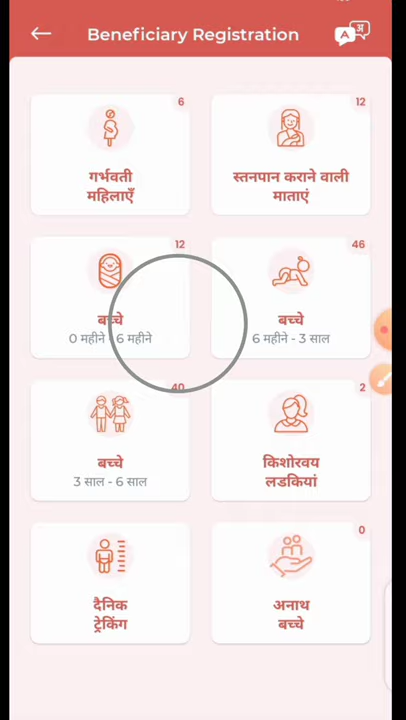 Beneficiary Registration
6
गर्भवती
महिलाएँ
12
स्तनपान कराने वाली
माताएं
12
बच्चे
0 महीने - 6 महीने
46
बच्चे
6 महीने - 3 साल
40
बच्चे
3 साल - 6 साल
2
किशोरवय
लडकियां
दैनिक
ट्रेकिंग
0
अनाथ
बच्चे